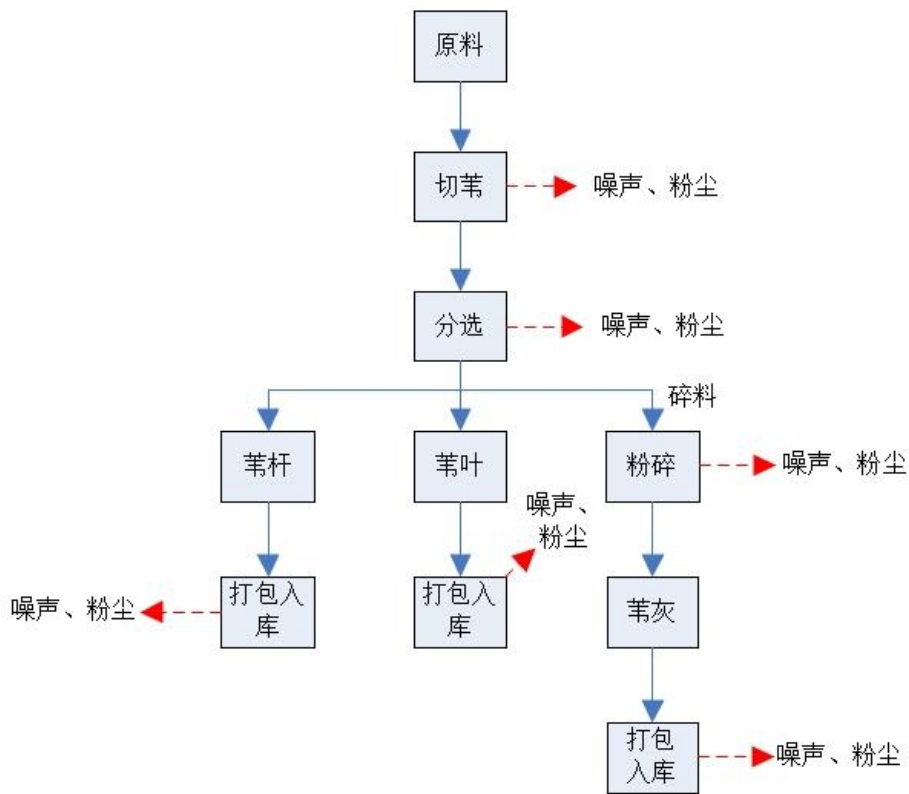 原料
切苇
噪声、粉尘
分选
噪声、粉尘
碎料
苇杆
苇叶
粉碎
噪声、粉尘
噪声、
粉尘
打包入
库
噪声、粉尘
打包入
库
苇灰
打包
入库
噪声、粉尘